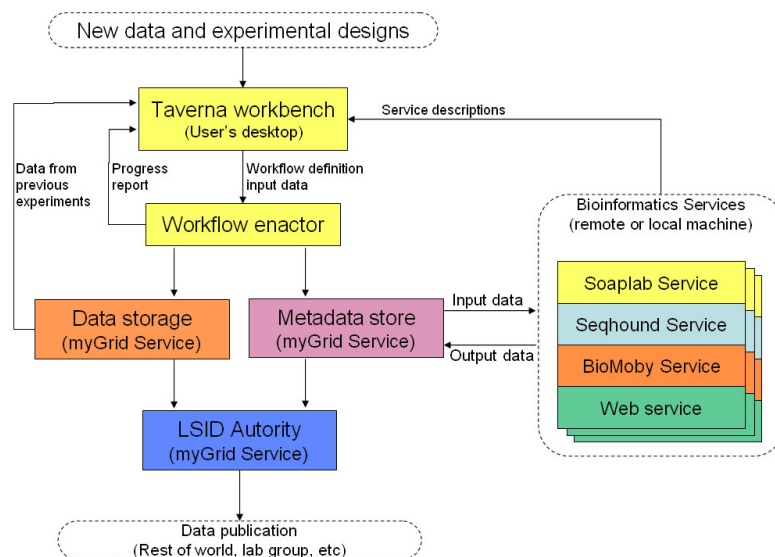 New data and experimental designs
Taverna workbench
(User's desktop)
Service descriptions
Data from
previous
experiments
Progress
report
Workflow definition
input data
Workflow enactor
Bioinformatics Services
(remote or local machine)
Data storage
(myGrid Service)
Metadata store
(myGrid Service)
Input data
Output data
Soaplab Service
Seqhound Service
BioMoby Service
Web service
LSID Autority
(myGrid Service)
Data publication
(Rest of world, lab group, etc)